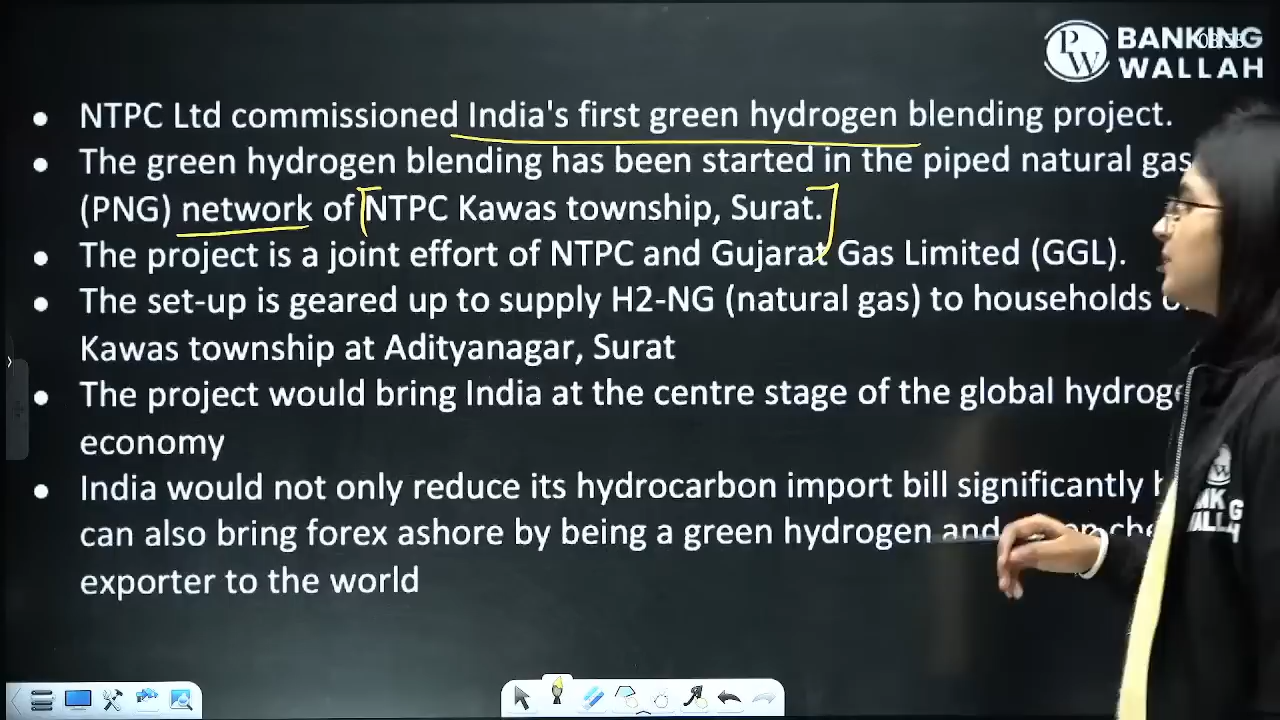 PW BANKING
WALLAH
• NTPC Ltd commissioned India's first green hydrogen blending project.
• The green hydrogen blending has been started in the piped natural gas
(PNG) network of NTPC Kawas township, Surat.
• The project is a joint effort of NTPC and Gujarat Gas Limited (GGL).
• The set-up is geared up to supply H2-NG (natural gas) to households
Kawas township at Adityanagar, Surat
• The project would bring India at the centre stage of the global
economy
• India would not only reduce its hydrocarbon import bill significantly
can also bring forex ashore by being a green hydrogen and
exporter to the world